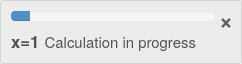 x=1 Calculation in progress